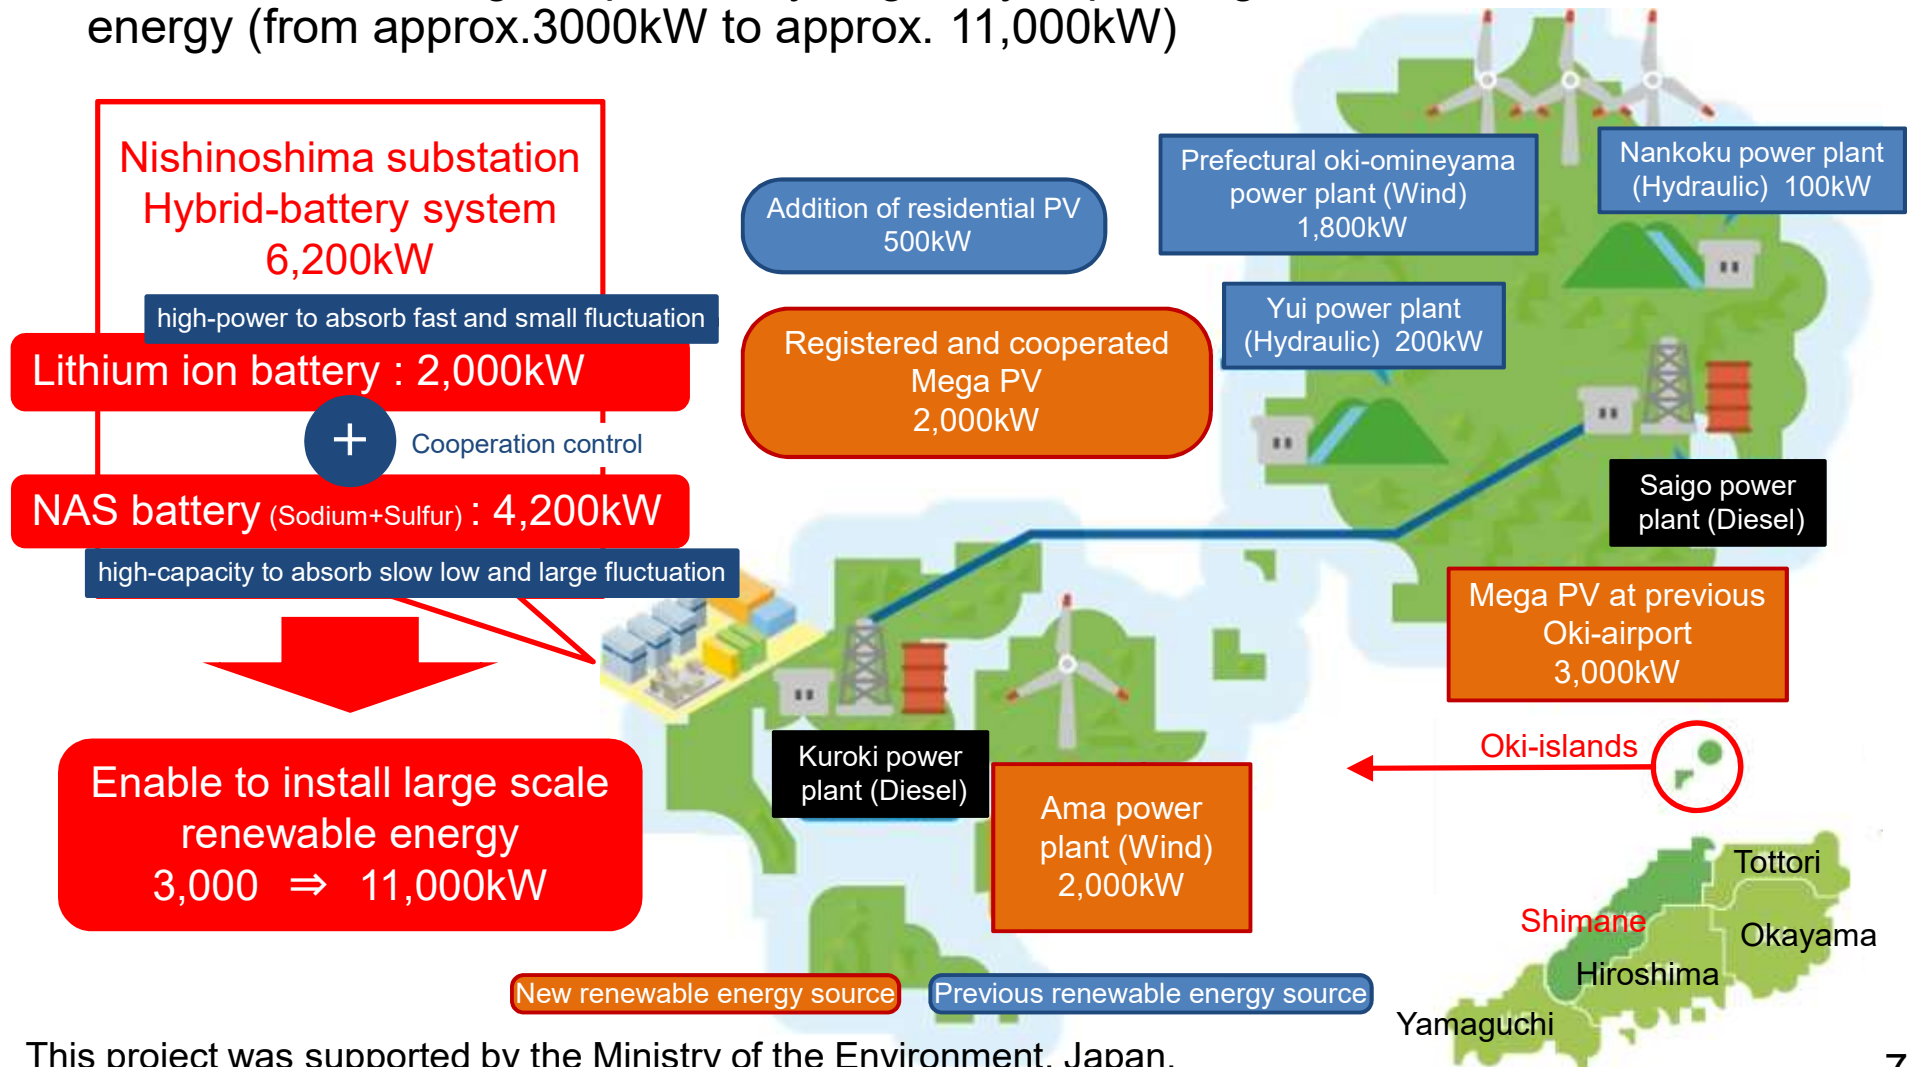 energy (from approx.3000kW to approx. 11,000kW)
Nishinoshima substation
Hybrid-battery system
6,200kW
high-power to absorb fast and small fluctuation
Lithium ion battery : 2,000kW
+
Cooperation control
NAS battery (Sodium+Sulfur) : 4,200kW
high-capacity to absorb slow low and large fluctuation
Enable to install large scale
renewable energy
3,000 ⇒ 11,000kW
Addition of residential PV
500kW
Registered and cooperated
Mega PV
2,000kW
Prefectural oki-omineyama
power plant (Wind)
1,800kW
Nankoku power plant
(Hydraulic) 100kW
Yui power plant
(Hydraulic) 200kW
Saigo power
plant (Diesel)
Mega PV at previous
Oki-airport
3,000kW
Kuroki power
plant (Diesel)
Ama power
plant (Wind)
2,000kW
Oki-islands
Tottori
Shimane
Okayama
Hiroshima
Yamaguchi
New renewable energy source
Previous renewable energy source
This project was supported by the Ministry of the Environment, Japan.
7